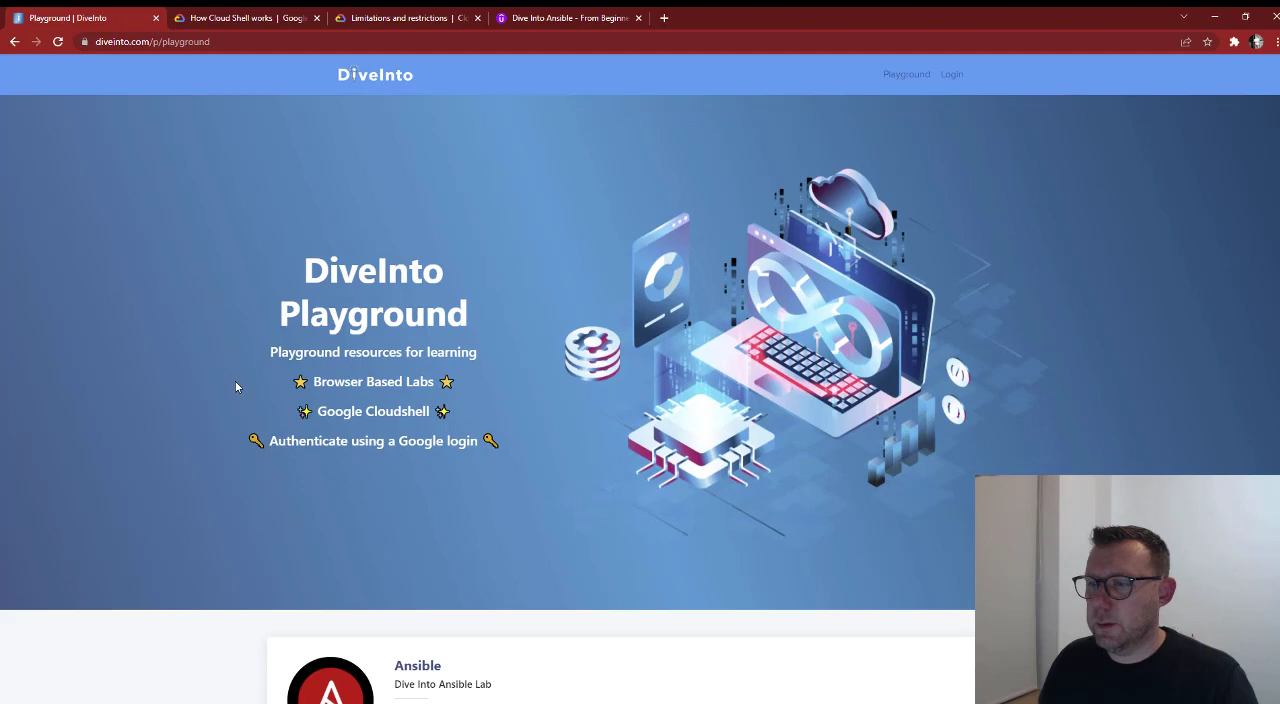 Playground | DiveInto
How Cloud Shell works | Google
Limitations and restrictions | Clo
Dive Into Ansible - From Beginne
diveinto.com/p/playground
DiveInto
Playground
Login
DiveInto
Playground
Playground resources for learning
⭐ Browser Based Labs ⭐
✨ Google Cloudshell ✨
🔑 Authenticate using a Google login 🔑
Ansible
Dive Into Ansible Lab